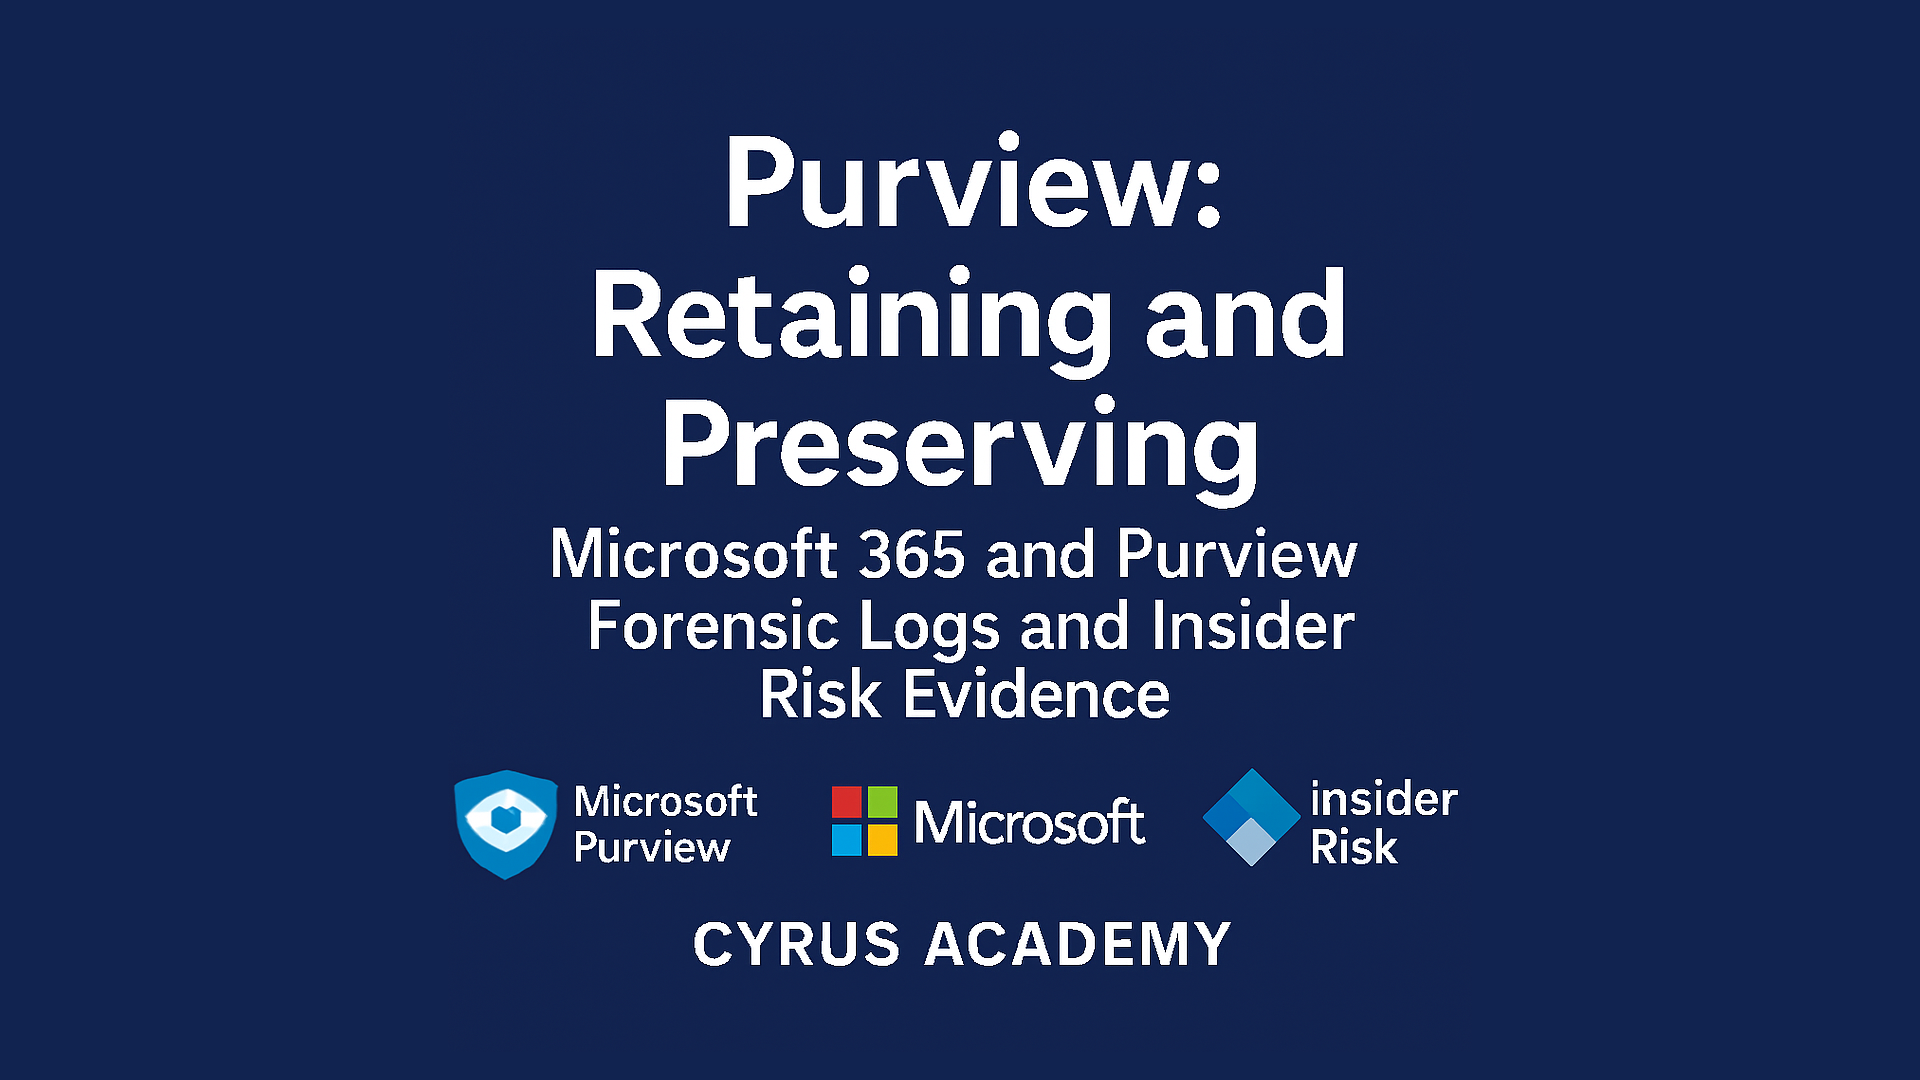 Purview:
Retaining and
Preserving
Microsoft 365 and Purview
Forensic Logs and Insider
Risk Evidence
Microsoft
Purview
Microsoft
insider
Risk
CYRUS ACADEMY